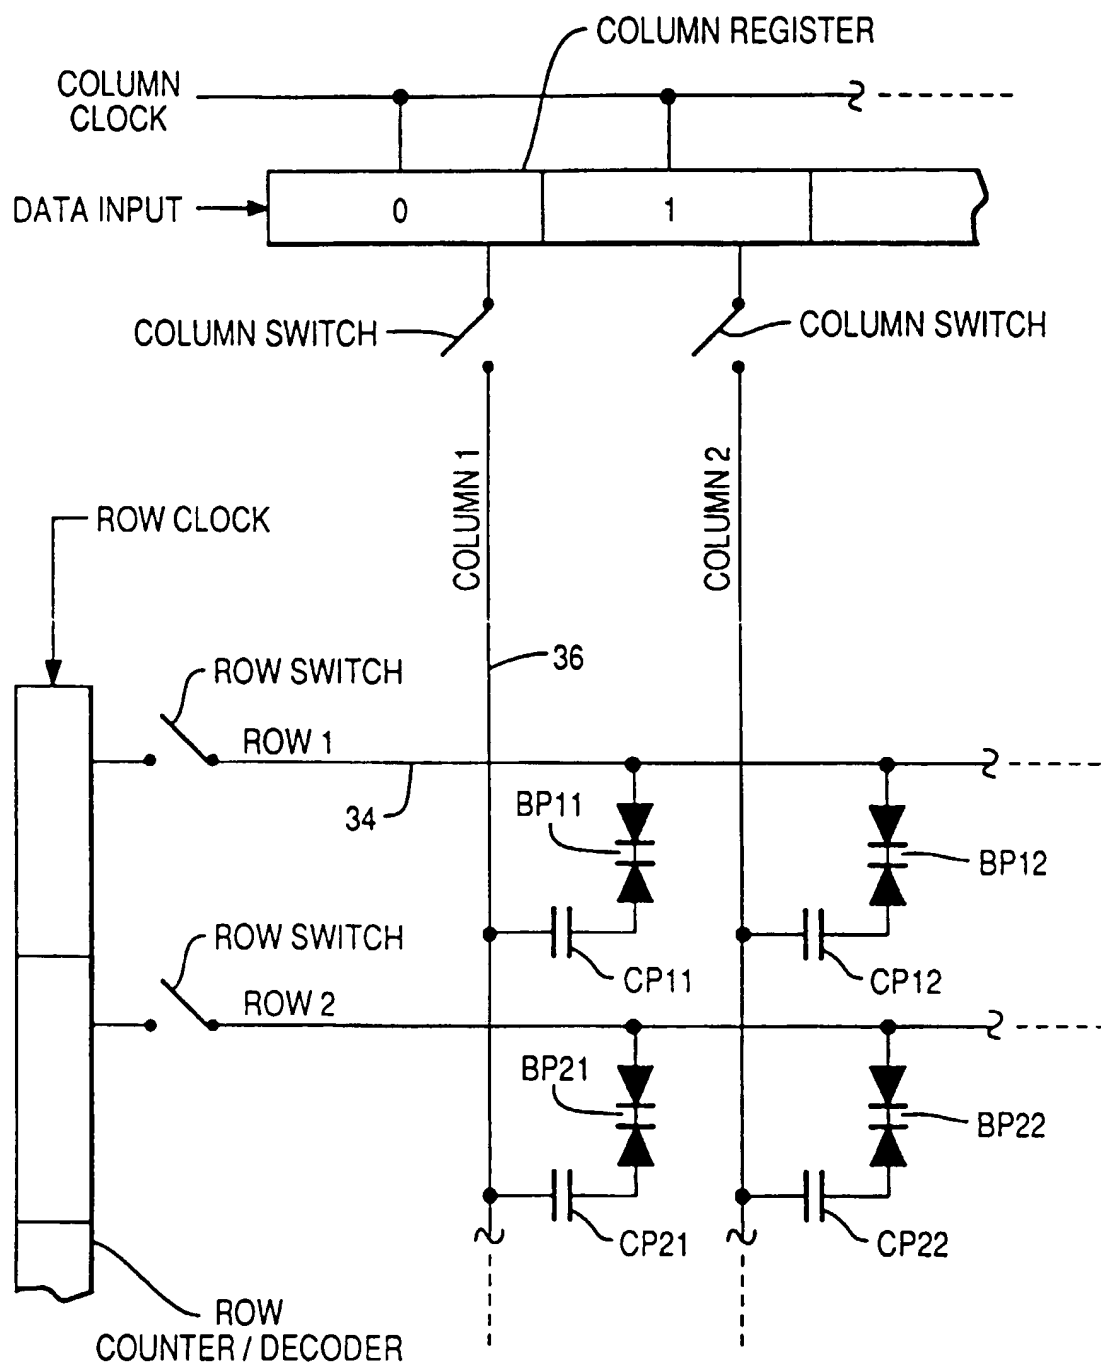 COLUMN REGISTER
COLUMN
CLOCK
DATA INPUT
0
1
COLUMN SWITCH
COLUMN SWITCH
COLUMN 1
COLUMN 2
ROW CLOCK
36
ROW SWITCH
ROW 1
34
BP11
BP12
ROW SWITCH
CP11
CP12
ROW 2
BP21
BP22
CP21
CP22
ROW
COUNTER / DECODER